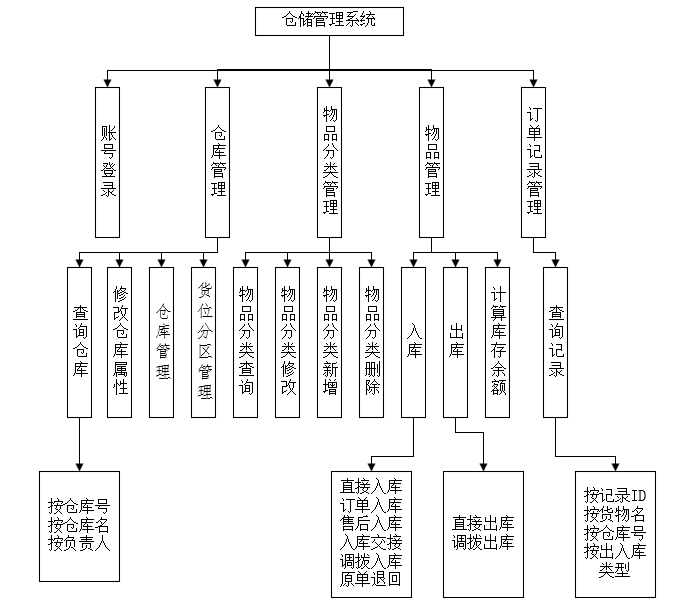 仓储管理系统
账号登录
仓库管理
物品分类管理
物品管理
订单记录管理
查询仓库
修改仓库属性
仓库管理
货位分区管理
物品分类查询
物品分类修改
物品分类新增
物品分类删除
入库
出库
计算库存余额
查询记录
按仓库号
按仓库名
按负责人
直接入库
订单入库
售后入库
入库交接
调拨入库
原单退回
直接出库
调拨出库
按记录ID
按货物名
按仓库号
按出入库
类型